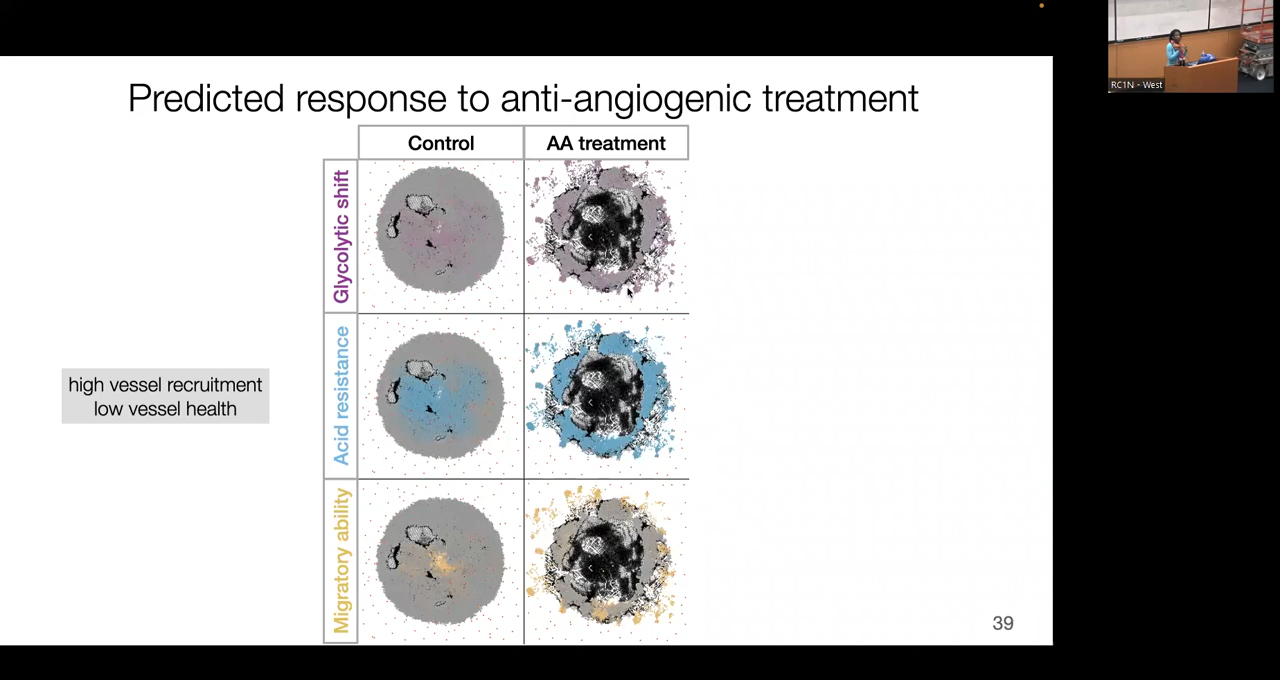 Predicted response to anti-angiogenic treatment
Control
AA treatment
Glycolytic shift
Acid resistance
Migratory ability
high vessel recruitment
low vessel health
39
RC1N - West